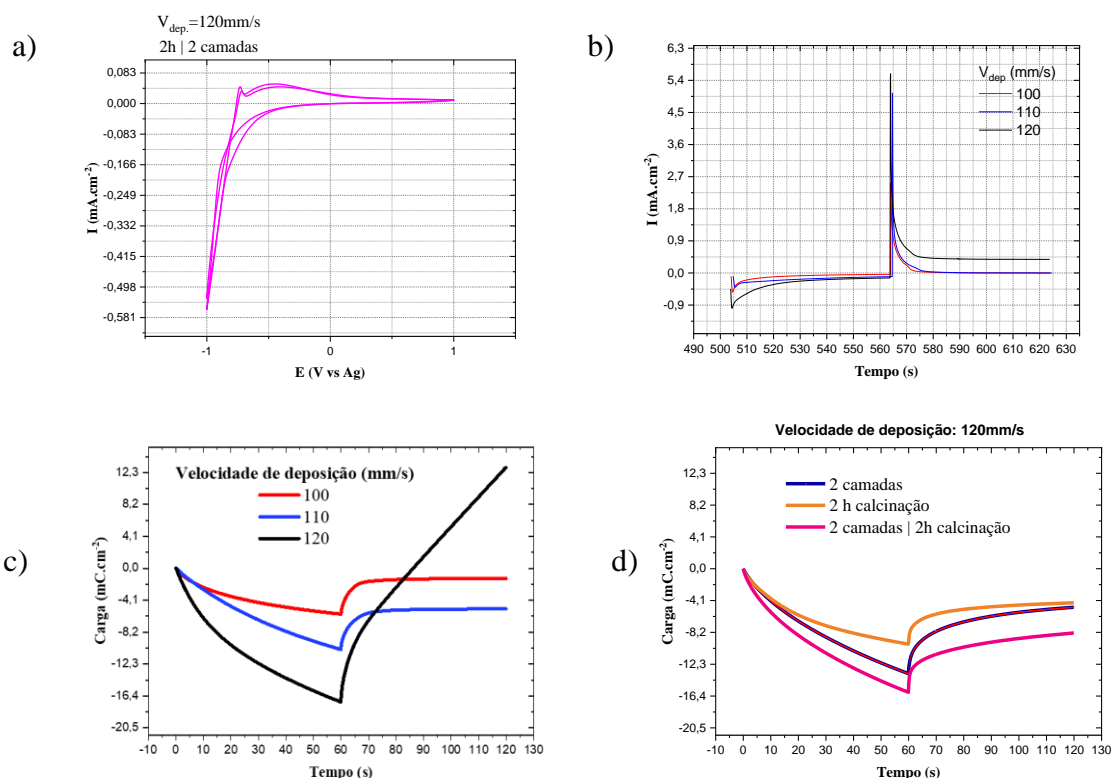 a)
V_dep.=120mm/s
2h | 2 camadas
0,083
0,000
-0,083
-0,166
-0,249
-0,332
-0,415
-0,498
-0,581
-1 0 1
I (mA.cm⁻²)
E (V vs Ag)
b)
6,3
5,4
4,5
3,6
2,7
1,8
0,9
0,0
-0,9
V_dep (mm/s)
100
110
120
490 500 510 520 530 540 550 560 570 580 590 600 610 620 630
I (mA.cm⁻²)
Tempo (s)
c)
12,3
8,2
4,1
0,0
-4,1
-8,2
-12,3
-16,4
-20,5
Velocidade de deposição (mm/s)
100
110
120
-10 0 10 20 30 40 50 60 70 80 90 100 110 120 130
Carga (mC.cm⁻²)
Tempo (s)
d)
Velocidade de deposição: 120mm/s
12,3
8,2
4,1
0,0
-4,1
-8,2
-12,3
-16,4
-20,5
2 camadas
2 h calcinação
2 camadas | 2h calcinação
-10 0 10 20 30 40 50 60 70 80 90 100 110 120 130
Carga (mC.cm⁻²)
Tempo (s)